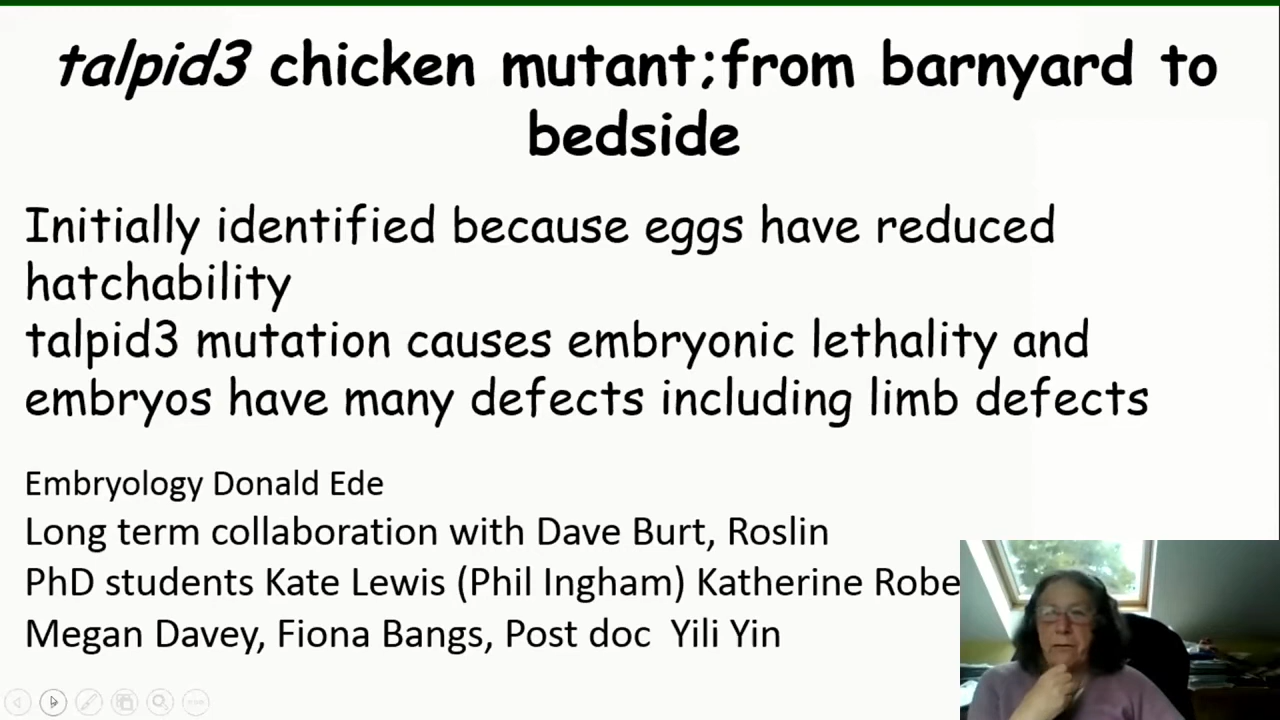 talpid3 chicken mutant;from barnyard to
bedside
Initially identified because eggs have reduced
hatchability
talpid3 mutation causes embryonic lethality and
embryos have many defects including limb defects
Embryology Donald Ede
Long term collaboration with Dave Burt, Roslin
PhD students Kate Lewis (Phil Ingham) Katherine
Megan Davey, Fiona Bangs, Post doc Yili Yin